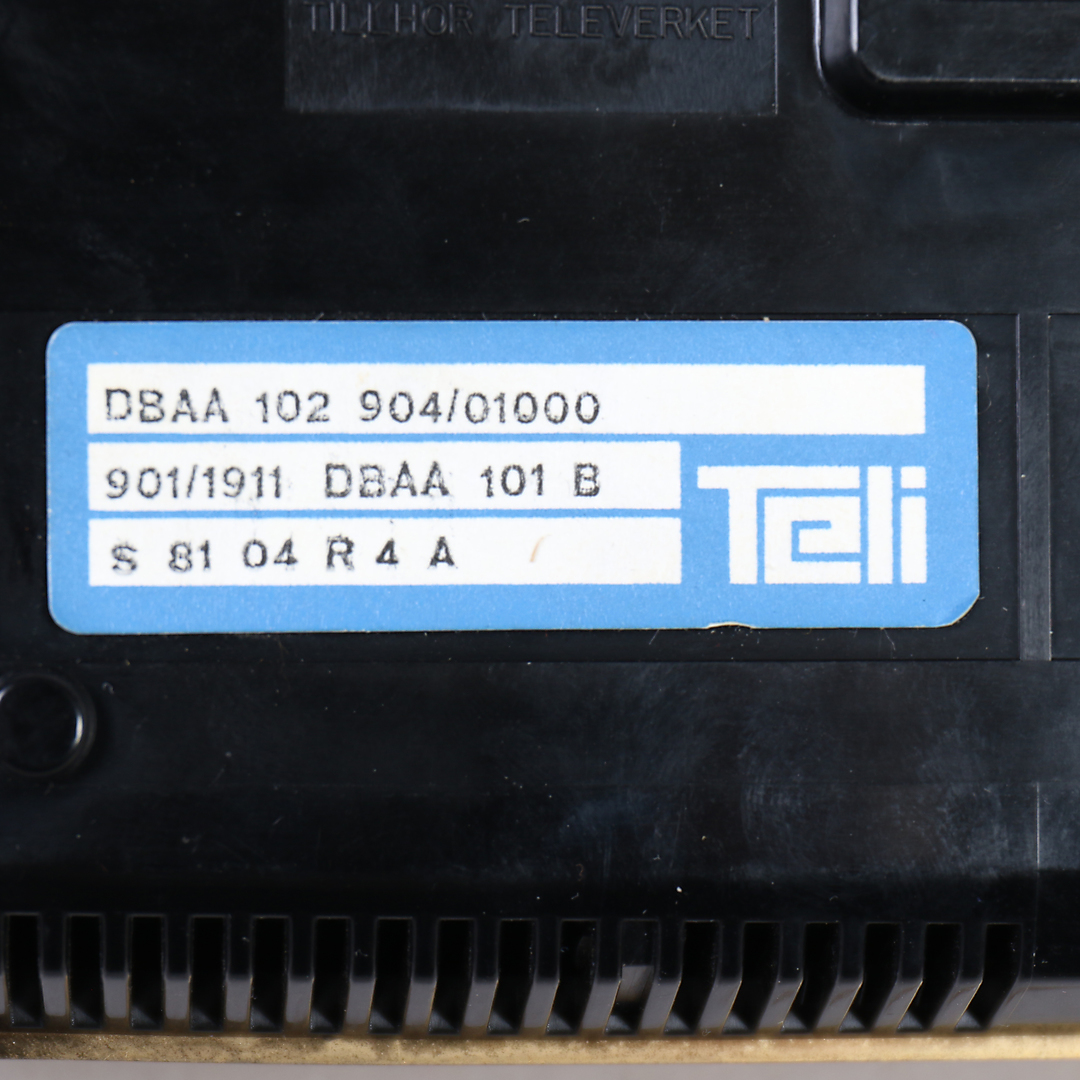 TILLHÖR TELEVERKET
DBAA 102 904/01000
901/1911 DBAA 101 B
S 81 04 R 4 A
Teli